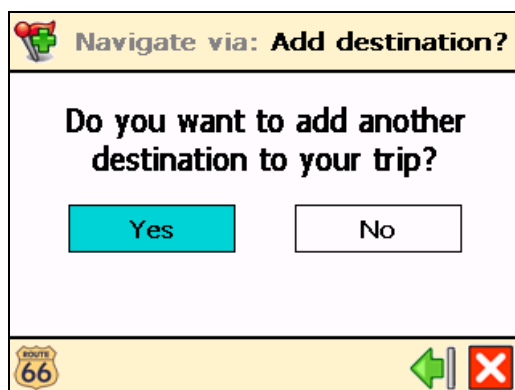 Navigate via: Add destination?
Do you want to add another
destination to your trip?
Yes No
ROUTE
66